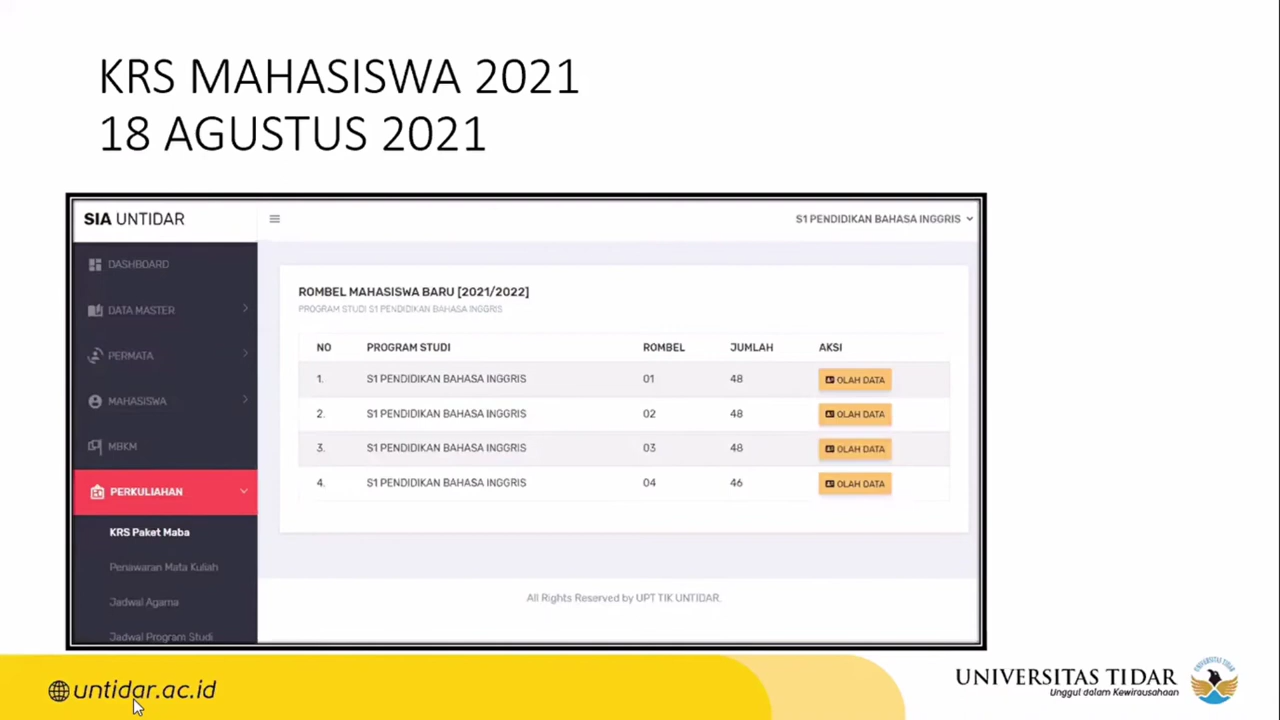 KRS MAHASISWA 2021
18 AGUSTUS 2021
SIA UNTIDAR
S1 PENDIDIKAN BAHASA INGGRIS
DASHBOARD
DATA MASTER
PERMATA
MAHASISWA
MBKM
PERKULIAHAN
KRS Paket Maba
Penawaran Mata Kuliah
Jadwal Agama
Jadwal Program Studi
ROMBEL MAHASISWA BARU [2021/2022]
PROGRAM STUDI S1 PENDIDIKAN BAHASA INGGRIS
NO PROGRAM STUDI ROMBEL JUMLAH AKSI
1. S1 PENDIDIKAN BAHASA INGGRIS 01 48 OLAH DATA
2. S1 PENDIDIKAN BAHASA INGGRIS 02 48 OLAH DATA
3. S1 PENDIDIKAN BAHASA INGGRIS 03 48 OLAH DATA
4. S1 PENDIDIKAN BAHASA INGGRIS 04 46 OLAH DATA
All Rights Reserved by UPT TIK UNTIDAR.
untidar.ac.id
UNIVERSITAS TIDAR
Unggul dalam Kewirausahaan